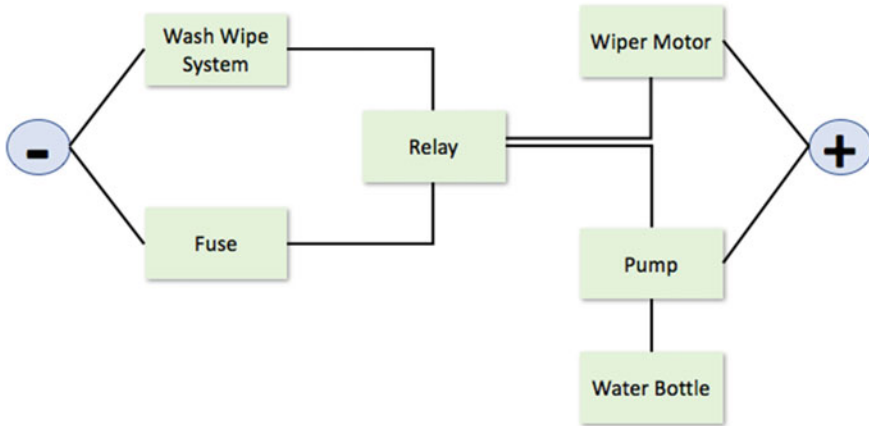 Wash Wipe
System
Wiper Motor
Relay
-
+
Fuse
Pump
Water Bottle